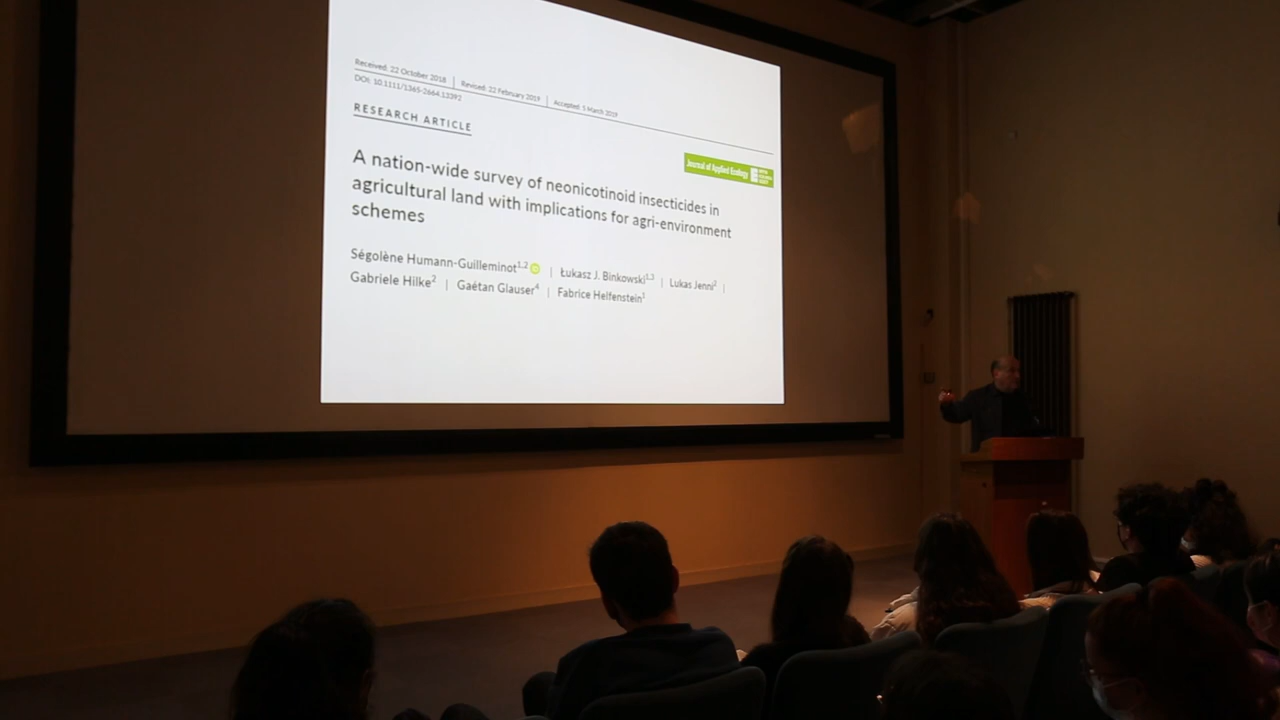 Received: 22 October 2018 | Revised: 22 February 2019 | Accepted: 5 March 2019
DOI: 10.1111/1365-2664.13392
RESEARCH ARTICLE
Journal of Applied Ecology
A nation-wide survey of neonicotinoid insecticides in
agricultural land with implications for agri-environment
schemes
Ségolène Humann-Guilleminot1,2 | Łukasz J. Binkowski1,3 | Lukas Jenni2 |
Gabriele Hilke2 | Gaétan Glauser4 | Fabrice Helfenstein1